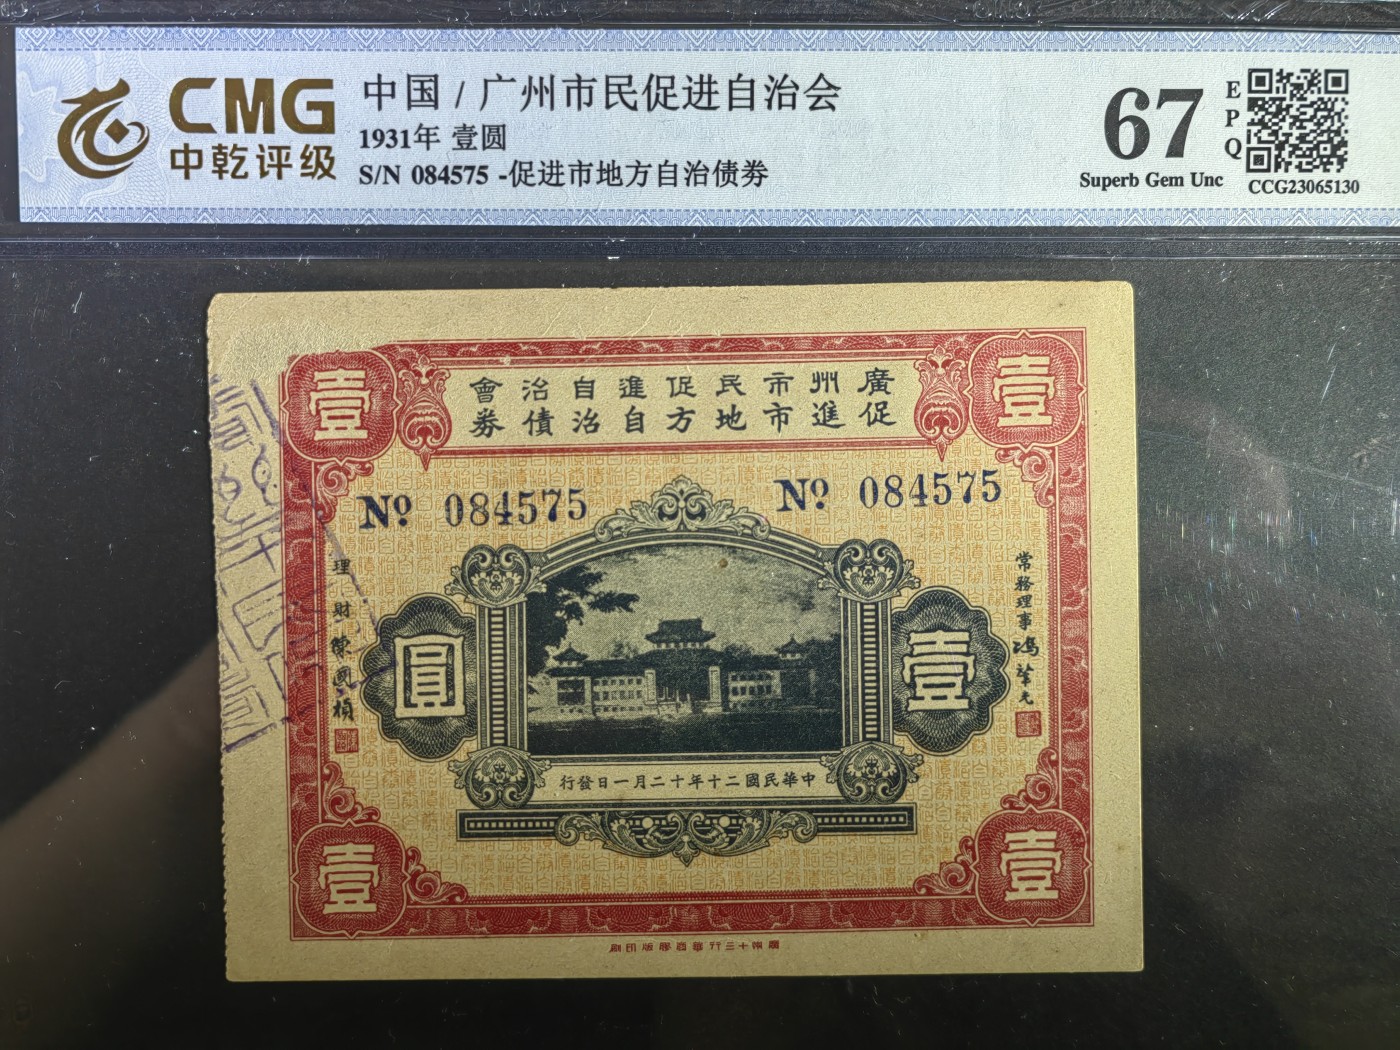 CMG
中乾评级
中国 / 广州市民促进自治会
1931年 壹圆
S/N 084575 -促进市地方自治债券
67
EPQ
Superb Gem Unc
CCG23065130
廣州市民促進自治會
促進市地方自治債券
壹
壹
No 084575
No 084575
常務理事
理財 陳國楨
圓
壹
中華民國二十年十二月一日發行
壹
壹